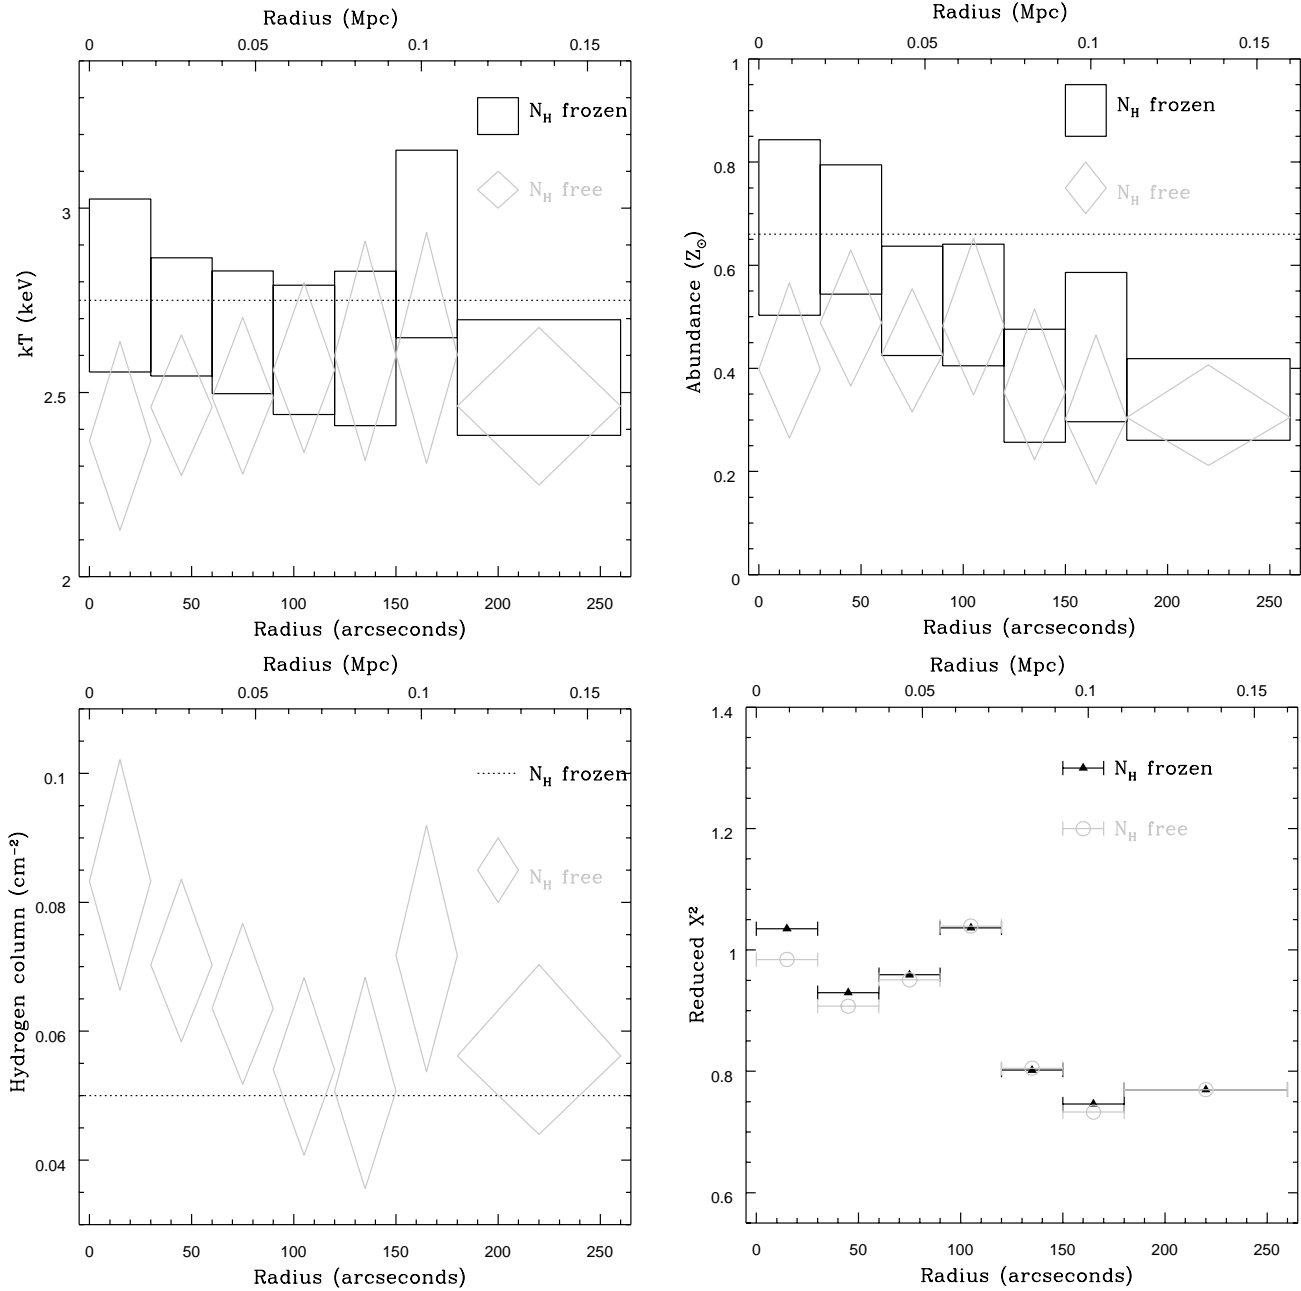 Radius (Mpc)
0 0.05 0.1 0.15
N_H frozen
N_H free
3
2.5
2
kT (keV)
0 50 100 150 200 250
Radius (arcseconds)
Radius (Mpc)
0 0.05 0.1 0.15
1
N_H frozen
N_H free
0.8
0.6
0.4
0.2
0
Abundance (Z⊙)
0 50 100 150 200 250
Radius (arcseconds)
Radius (Mpc)
0 0.05 0.1 0.15
0.1
N_H frozen
N_H free
0.08
0.06
0.04
Hydrogen column (cm⁻²)
0 50 100 150 200 250
Radius (arcseconds)
Radius (Mpc)
0 0.05 0.1 0.15
1.4
N_H frozen
1.2
N_H free
1
0.8
0.6
Reduced X²
0 50 100 150 200 250
Radius (arcseconds)